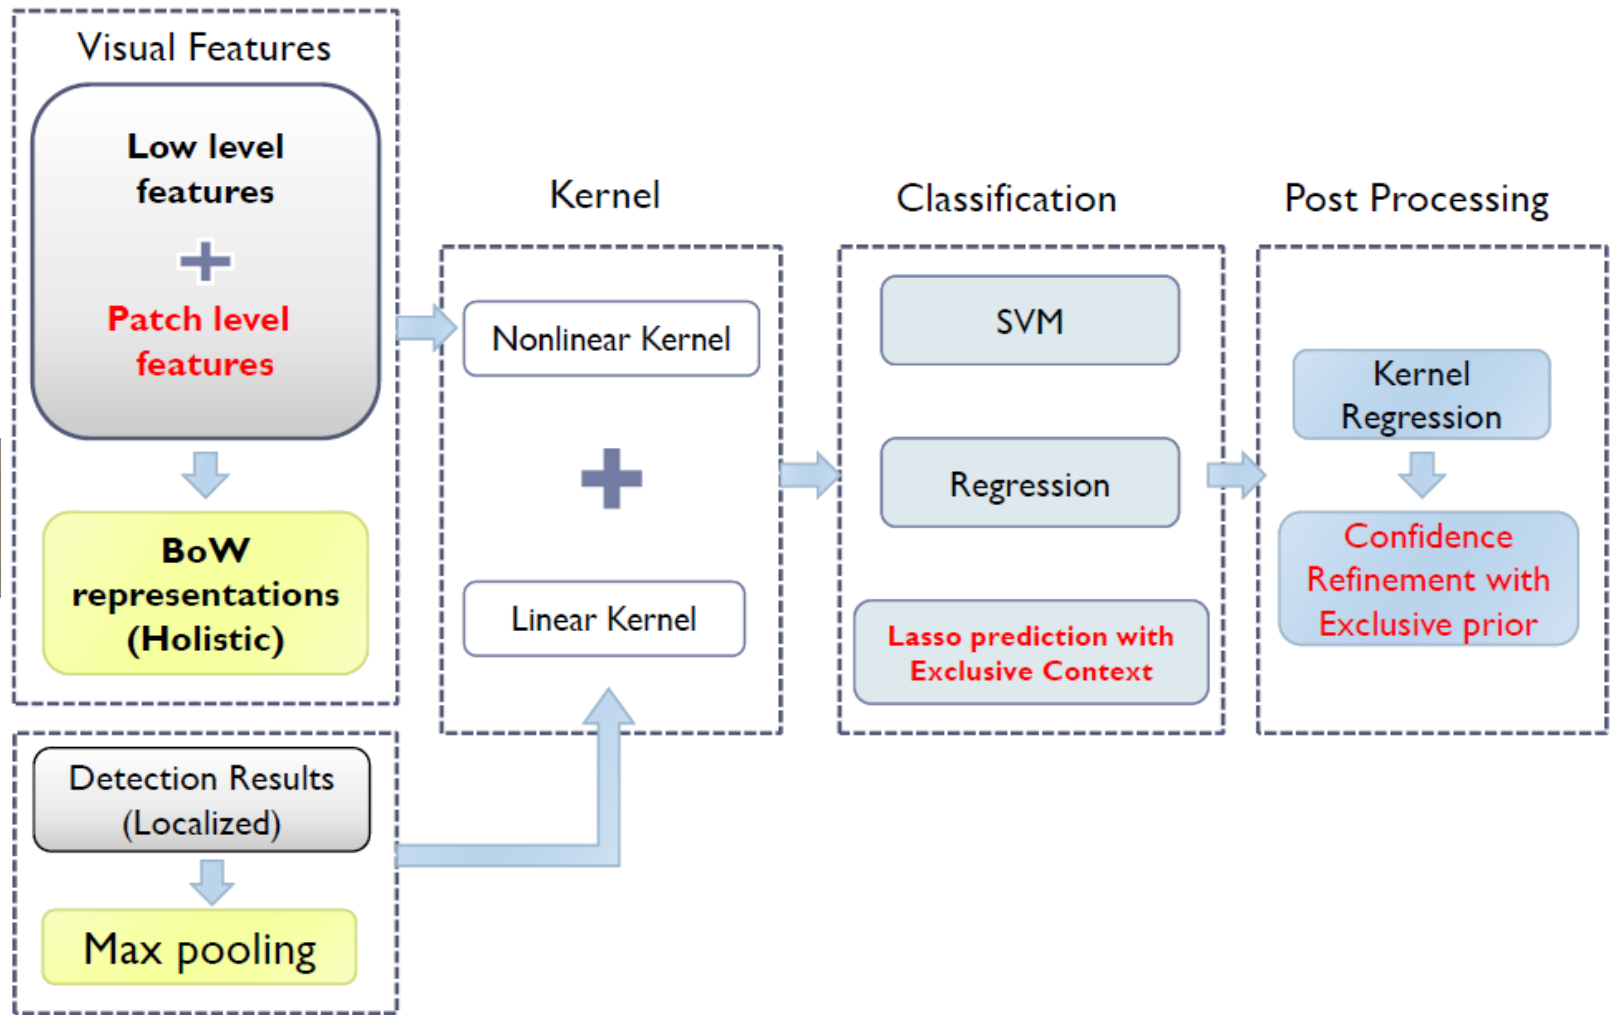 Visual Features
Low level
features
+
Patch level
features
BoW
representations
(Holistic)
Detection Results
(Localized)
Max pooling
Kernel
Nonlinear Kernel
+
Linear Kernel
Classification
SVM
Regression
Lasso prediction with
Exclusive Context
Post Processing
Kernel
Regression
Confidence
Refinement with
Exclusive prior